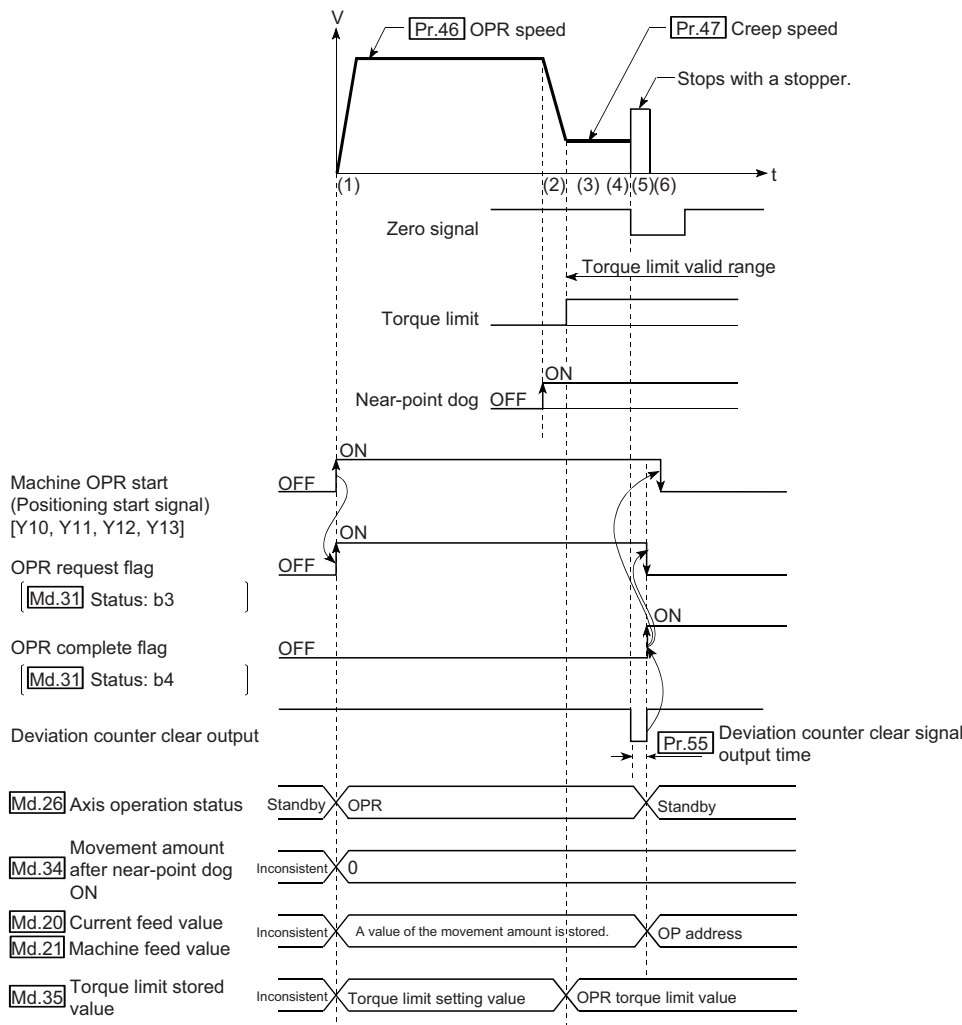 V
Pr.46 OPR speed
Pr.47 Creep speed
Stops with a stopper.
t
(1) (2) (3) (4) (5) (6)
Zero signal
Torque limit valid range
Torque limit
ON
Near-point dog OFF
ON
Machine OPR start
(Positioning start signal)
[Y10, Y11, Y12, Y13]
OFF
ON
OPR request flag
OFF
Md.31 Status: b3
ON
OPR complete flag
OFF
Md.31 Status: b4
Deviation counter clear output
Pr.55 Deviation counter clear signal
output time
Md.26 Axis operation status Standby OPR Standby
Movement amount
Md.34 after near-point dog
ON
Inconsistent 0
Md.20 Current feed value
Md.21 Machine feed value
Inconsistent A value of the movement amount is stored. OP address
Md.35 Torque limit stored
value
Inconsistent Torque limit setting value OPR torque limit value